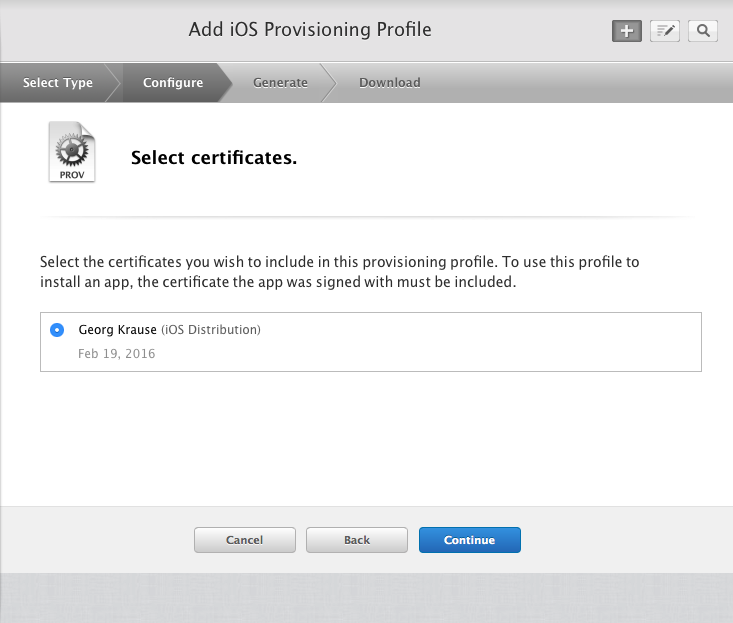 Add iOS Provisioning Profile
Select Type
Configure
Generate
Download
PROV
Select certificates.
Select the certificates you wish to include in this provisioning profile. To use this profile to
install an app, the certificate the app was signed with must be included.
Georg Krause (iOS Distribution)
Feb 19, 2016
Cancel
Back
Continue